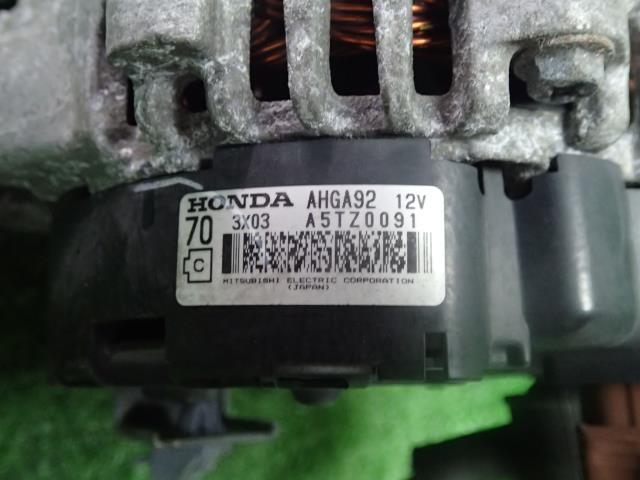 HONDA AHGA92 12V
70 3X03 A5TZ0091
C
MITSUBISHI ELECTRIC CORPORATION
(JAPAN)